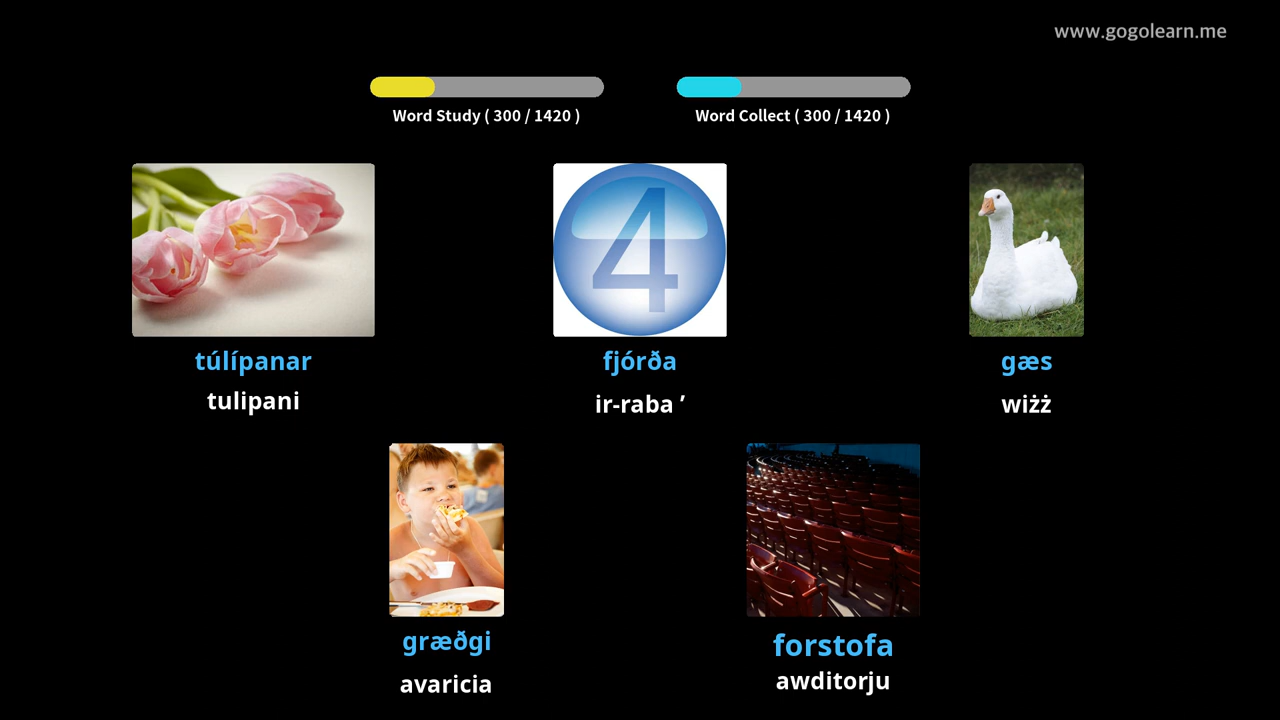 www.gogolearn.me
Word Study ( 300 / 1420 )
Word Collect ( 300 / 1420 )
4
túlípanar
fjórða
gæs
tulipani
ir-raba ’
wiżż
græðgi
forstofa
avaricia
awditorju